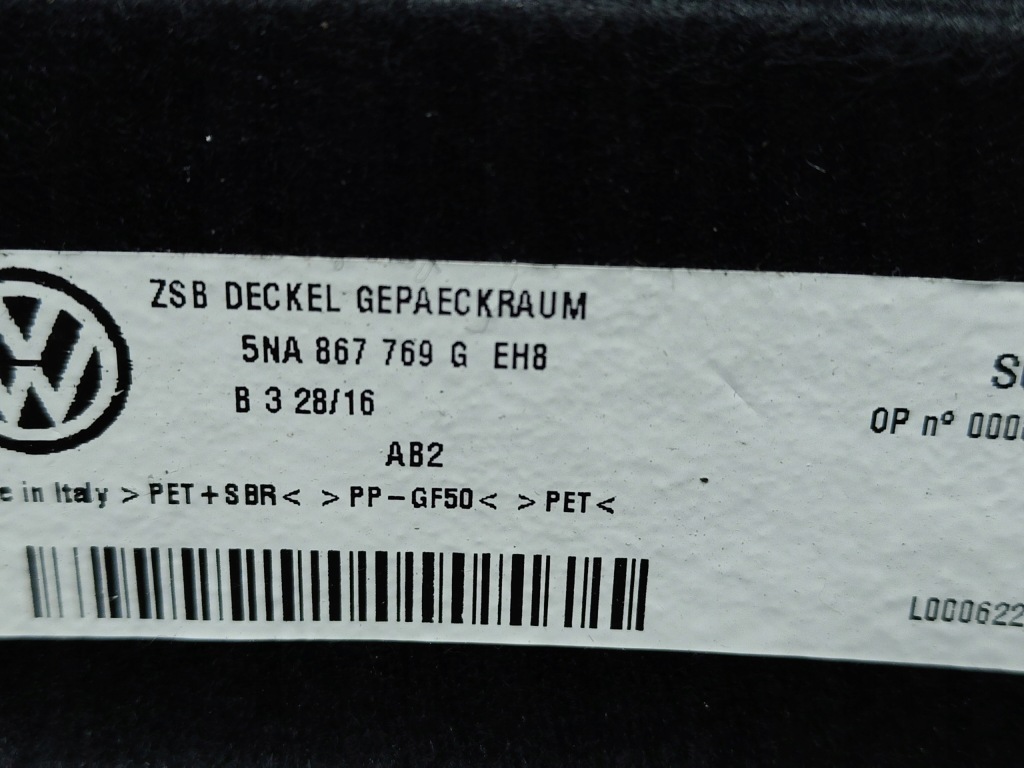 ZSB DECKEL GEPAECKRAUM
5NA 867 769 G EH8
B 3 28/16
AB2
OP nº
in Italy >PET+SBR< >PP-GF50< >PET<